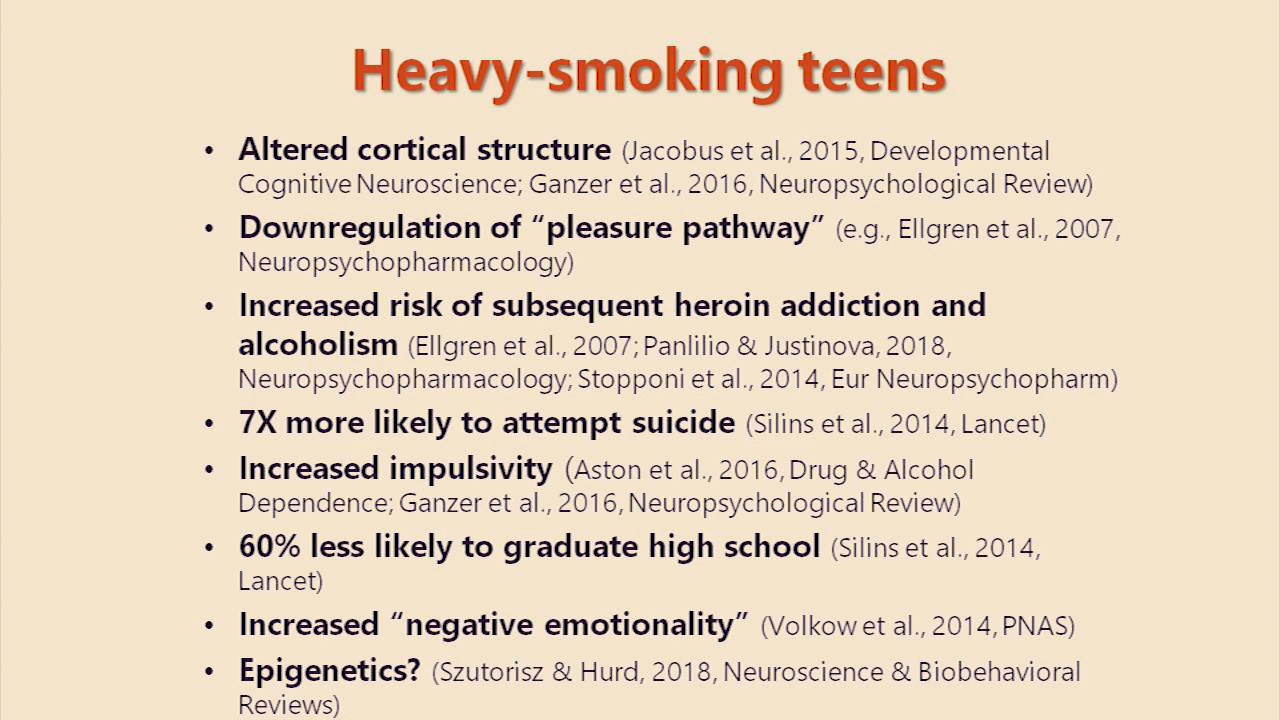 Heavy-smoking teens
• Altered cortical structure (Jacobus et al., 2015, Developmental
Cognitive Neuroscience; Ganzer et al., 2016, Neuropsychological Review)
• Downregulation of “pleasure pathway” (e.g., Ellgren et al., 2007,
Neuropsychopharmacology)
• Increased risk of subsequent heroin addiction and
alcoholism (Ellgren et al., 2007; Panlilio & Justinova, 2018,
Neuropsychopharmacology; Stopponi et al., 2014, Eur Neuropsychopharm)
• 7X more likely to attempt suicide (Silins et al., 2014, Lancet)
• Increased impulsivity (Aston et al., 2016, Drug & Alcohol
Dependence; Ganzer et al., 2016, Neuropsychological Review)
• 60% less likely to graduate high school (Silins et al., 2014,
Lancet)
• Increased “negative emotionality” (Volkow et al., 2014, PNAS)
• Epigenetics? (Szutorisz & Hurd, 2018, Neuroscience & Biobehavioral
Reviews)